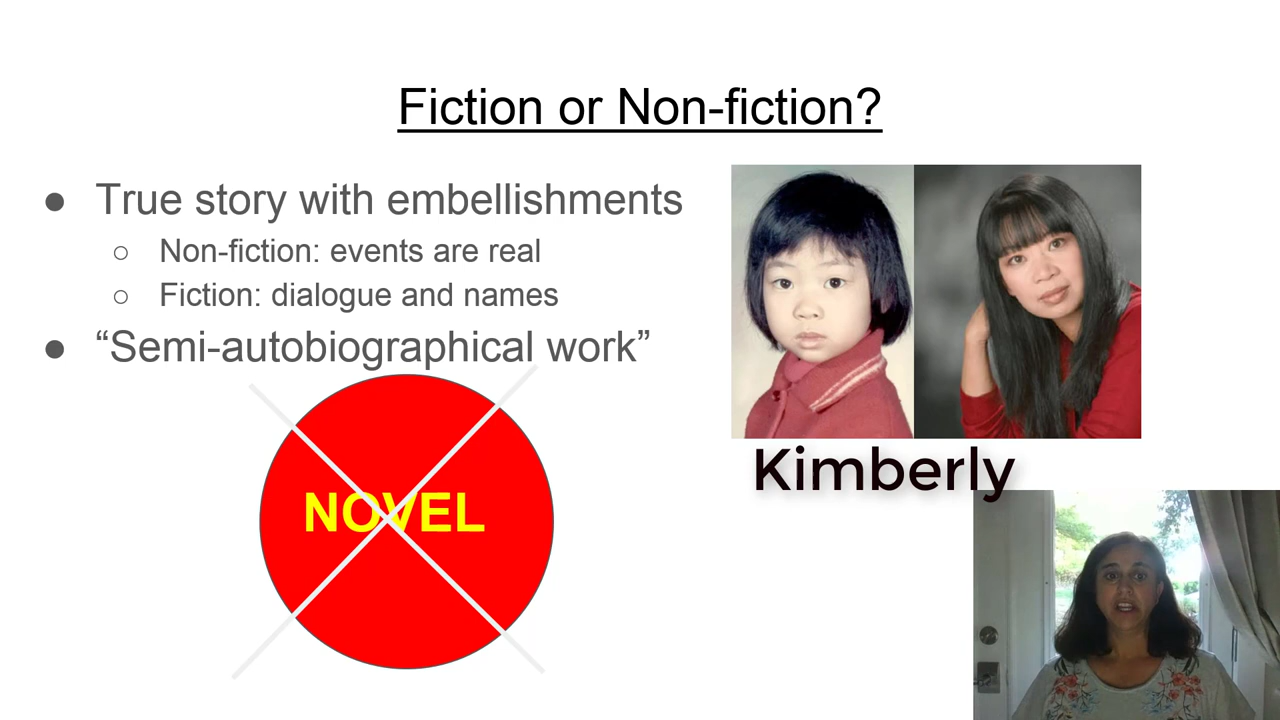 Fiction or Non-fiction?
● True story with embellishments
○ Non-fiction: events are real
○ Fiction: dialogue and names
● “Semi-autobiographical work”
NOVEL
Kimberly